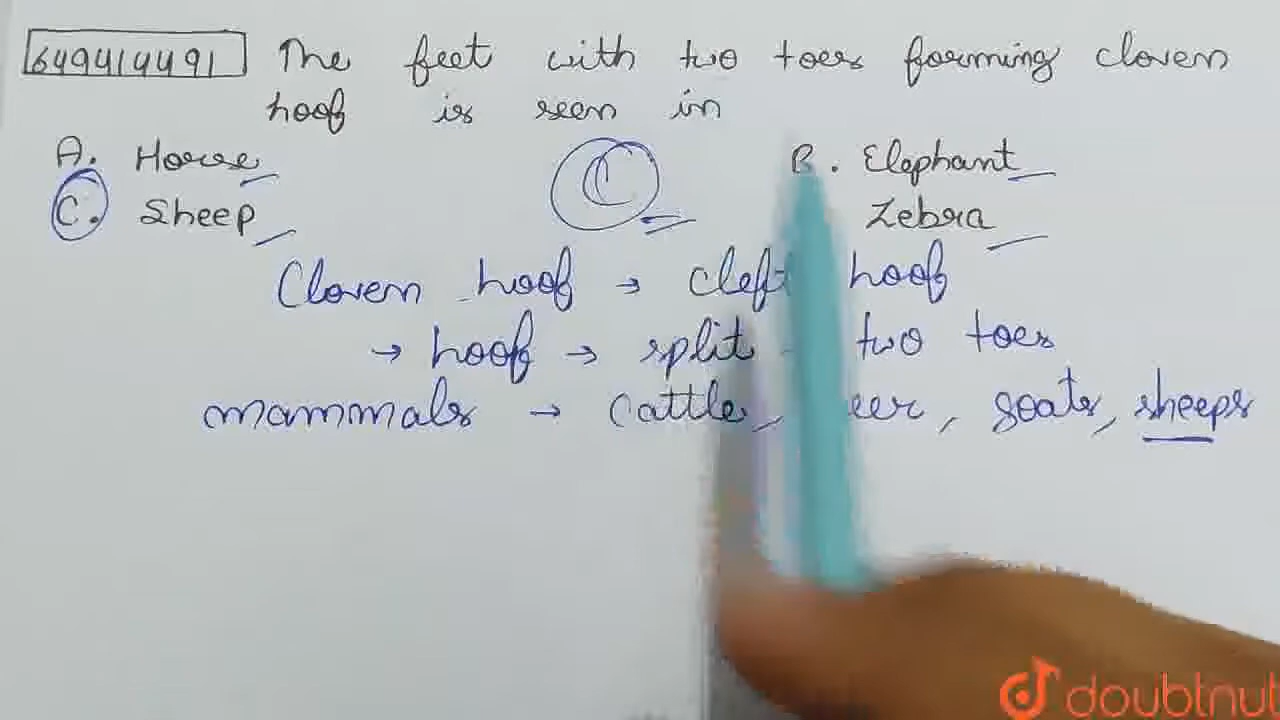 649414491 The feet with two toes forming cloven
hoof is seen in
A. Horse B. Elephant
C. Sheep C Zebra
Cloven hoof → cleft hoof
→ hoof → split two toes
mammals → cattle, eer, goats, sheeps
doubtnut